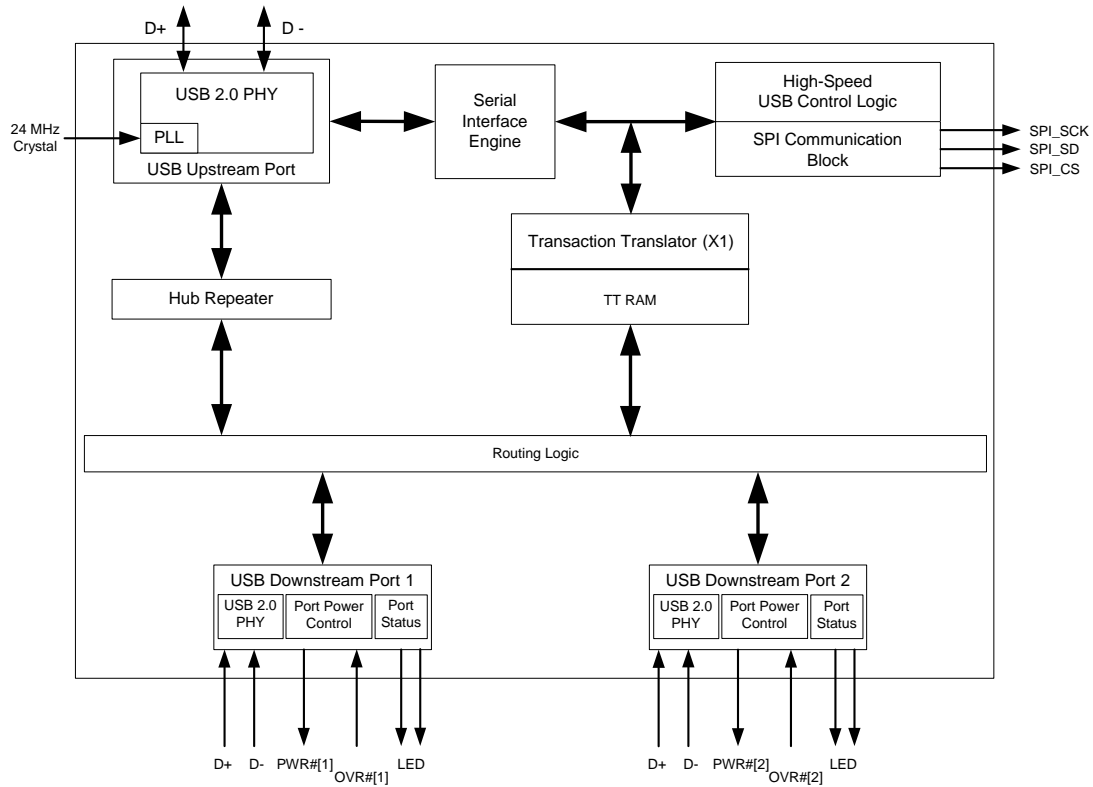 D+
D -
USB 2.0 PHY
PLL
USB Upstream Port
24 MHz
Crystal
Serial
Interface
Engine
High-Speed
USB Control Logic
SPI Communication
Block
SPI_SCK
SPI_SD
SPI_CS
Transaction Translator (X1)
TT RAM
Hub Repeater
Routing Logic
USB Downstream Port 1
USB 2.0
PHY
Port Power
Control
Port
Status
USB Downstream Port 2
USB 2.0
PHY
Port Power
Control
Port
Status
D+
D-
PWR#[1]
OVR#[1]
LED
D+
D-
PWR#[2]
OVR#[2]
LED